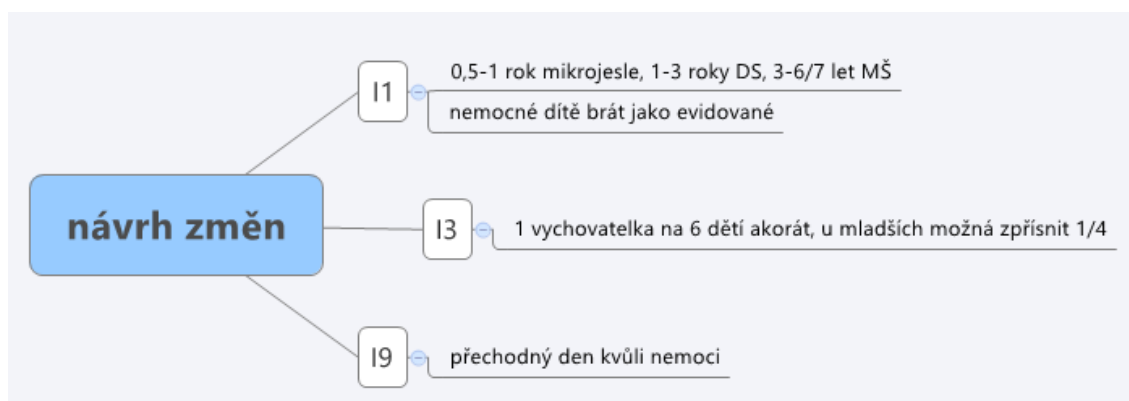 návrh změn
I1
0,5-1 rok mikrojesle, 1-3 roky DS, 3-6/7 let MŠ
nemocné dítě brát jako evidované
I3
1 vychovatelka na 6 dětí akorát, u mladších možná zpřísnit 1/4
I9
přechodný den kvůli nemoci